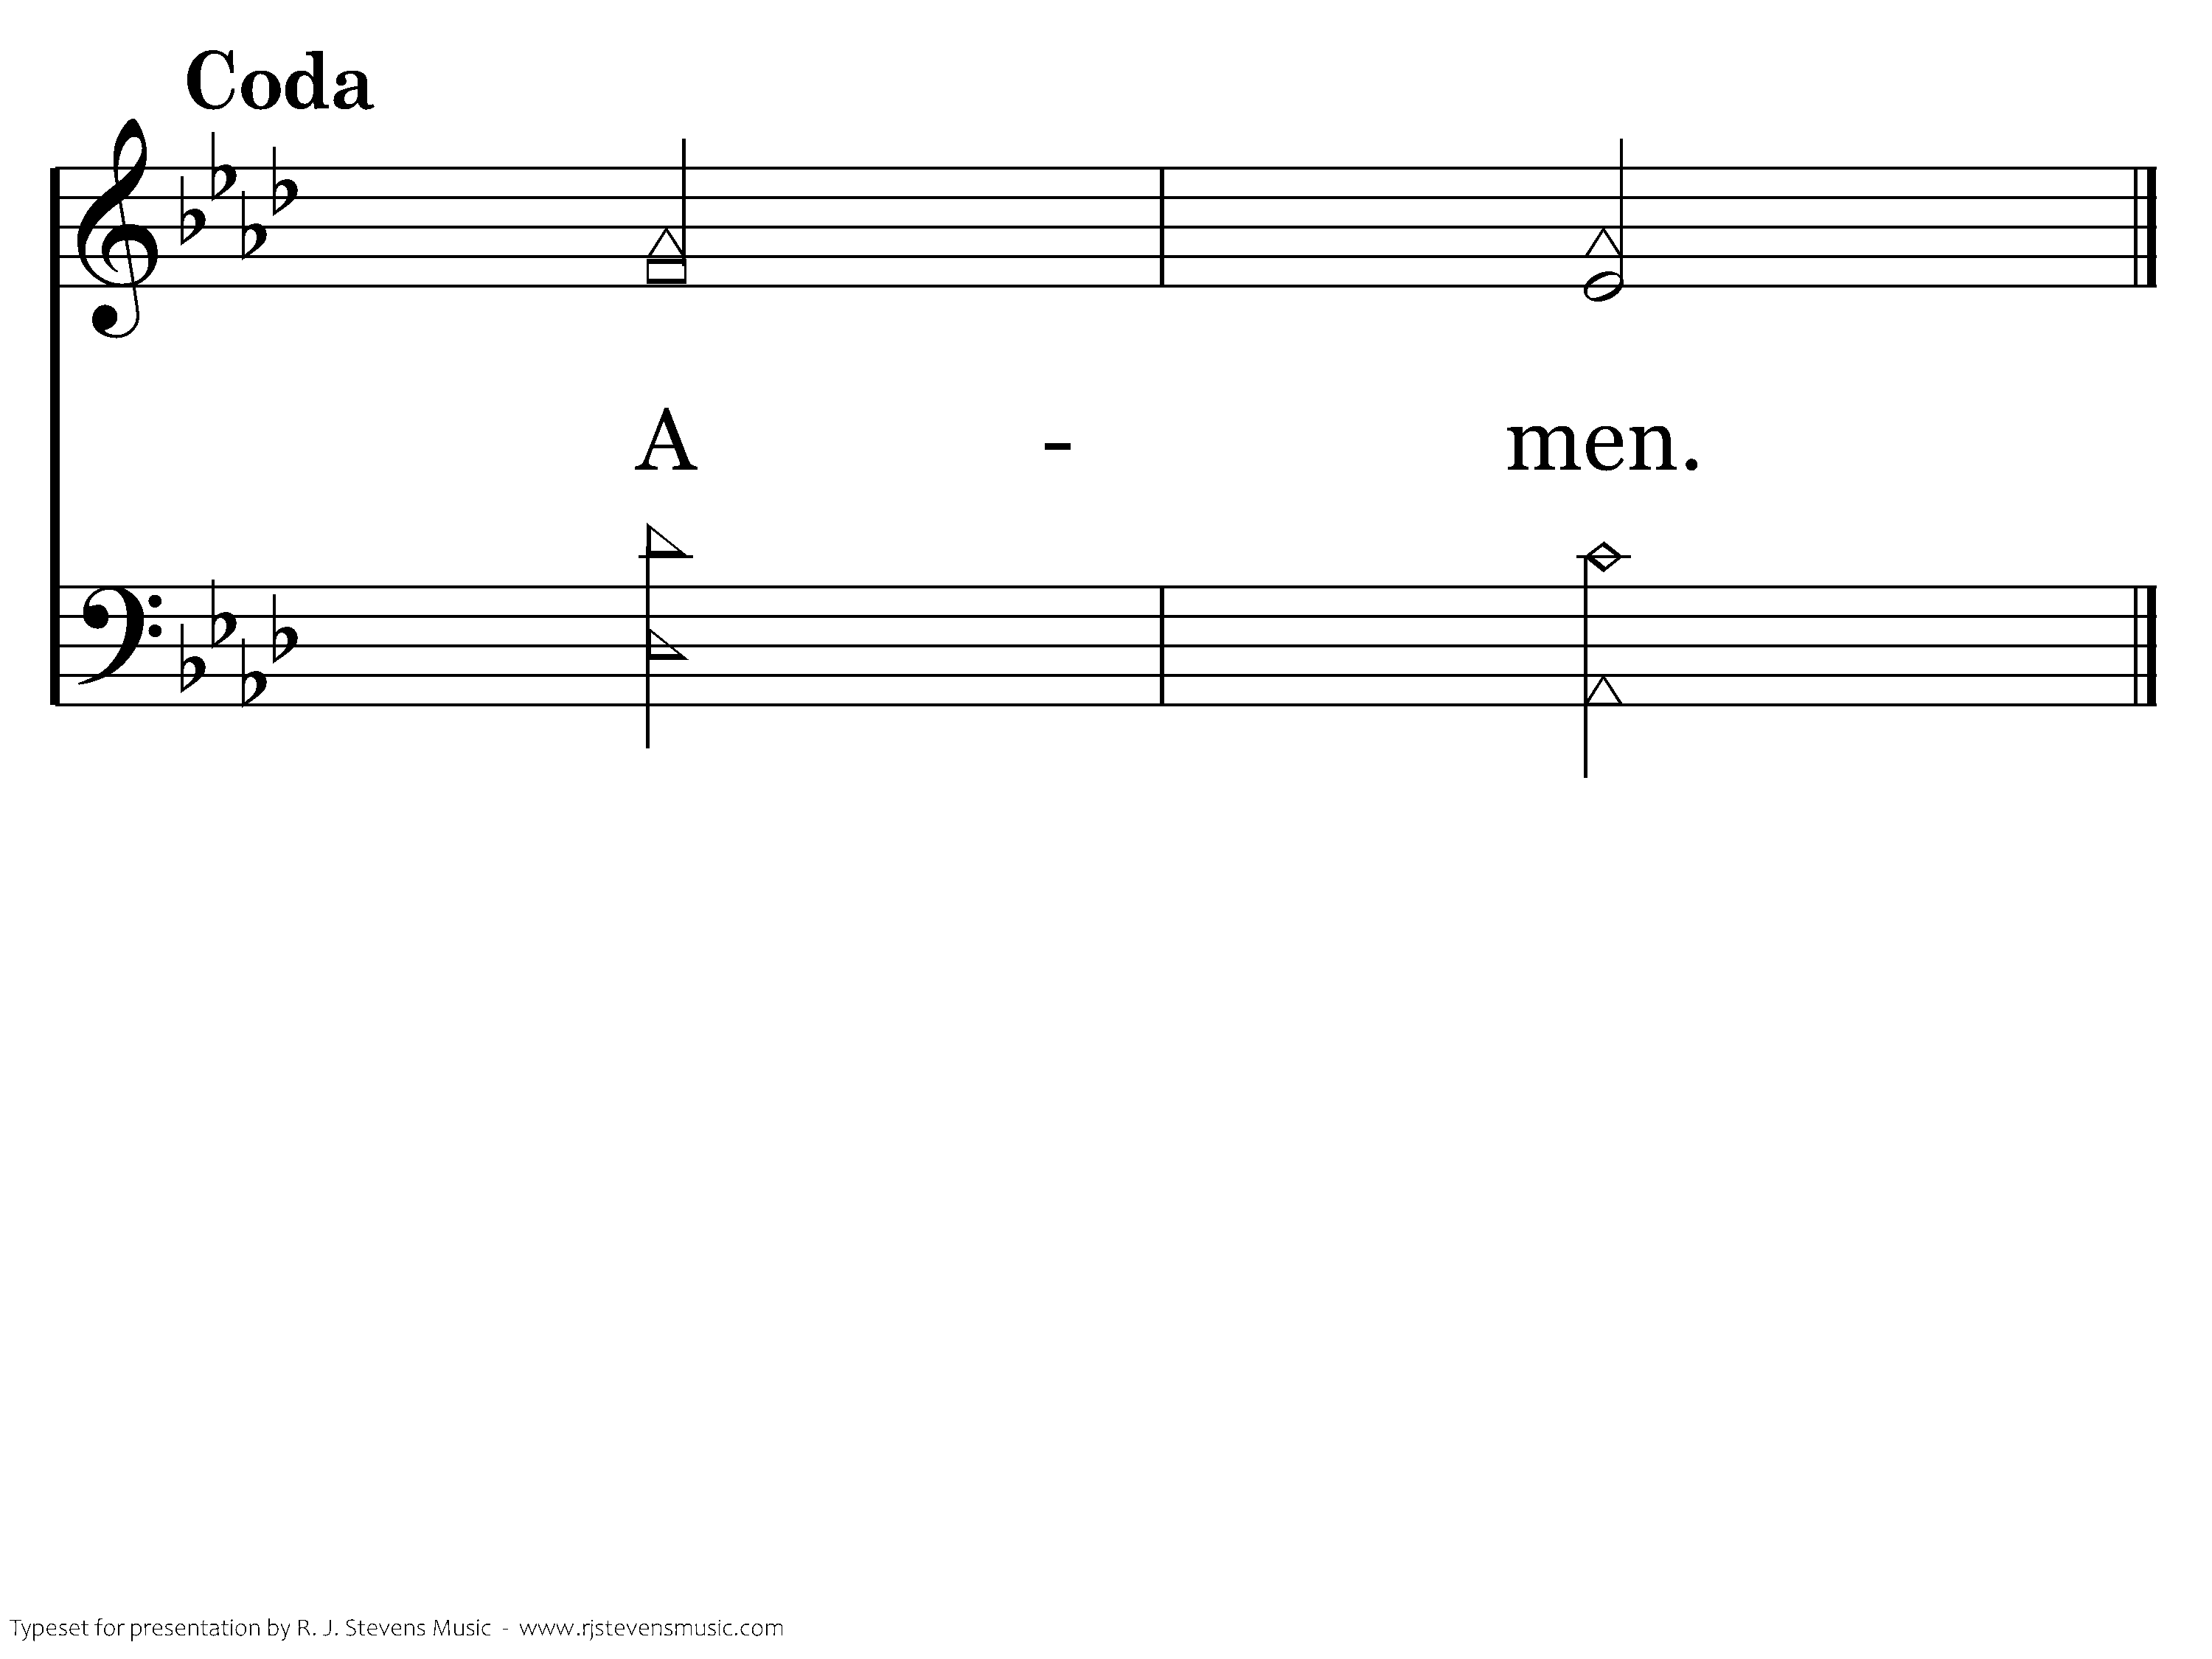 Coda
A - men.
Typeset for presentation by R. J. Stevens Music - www.rjstevensmusic.com